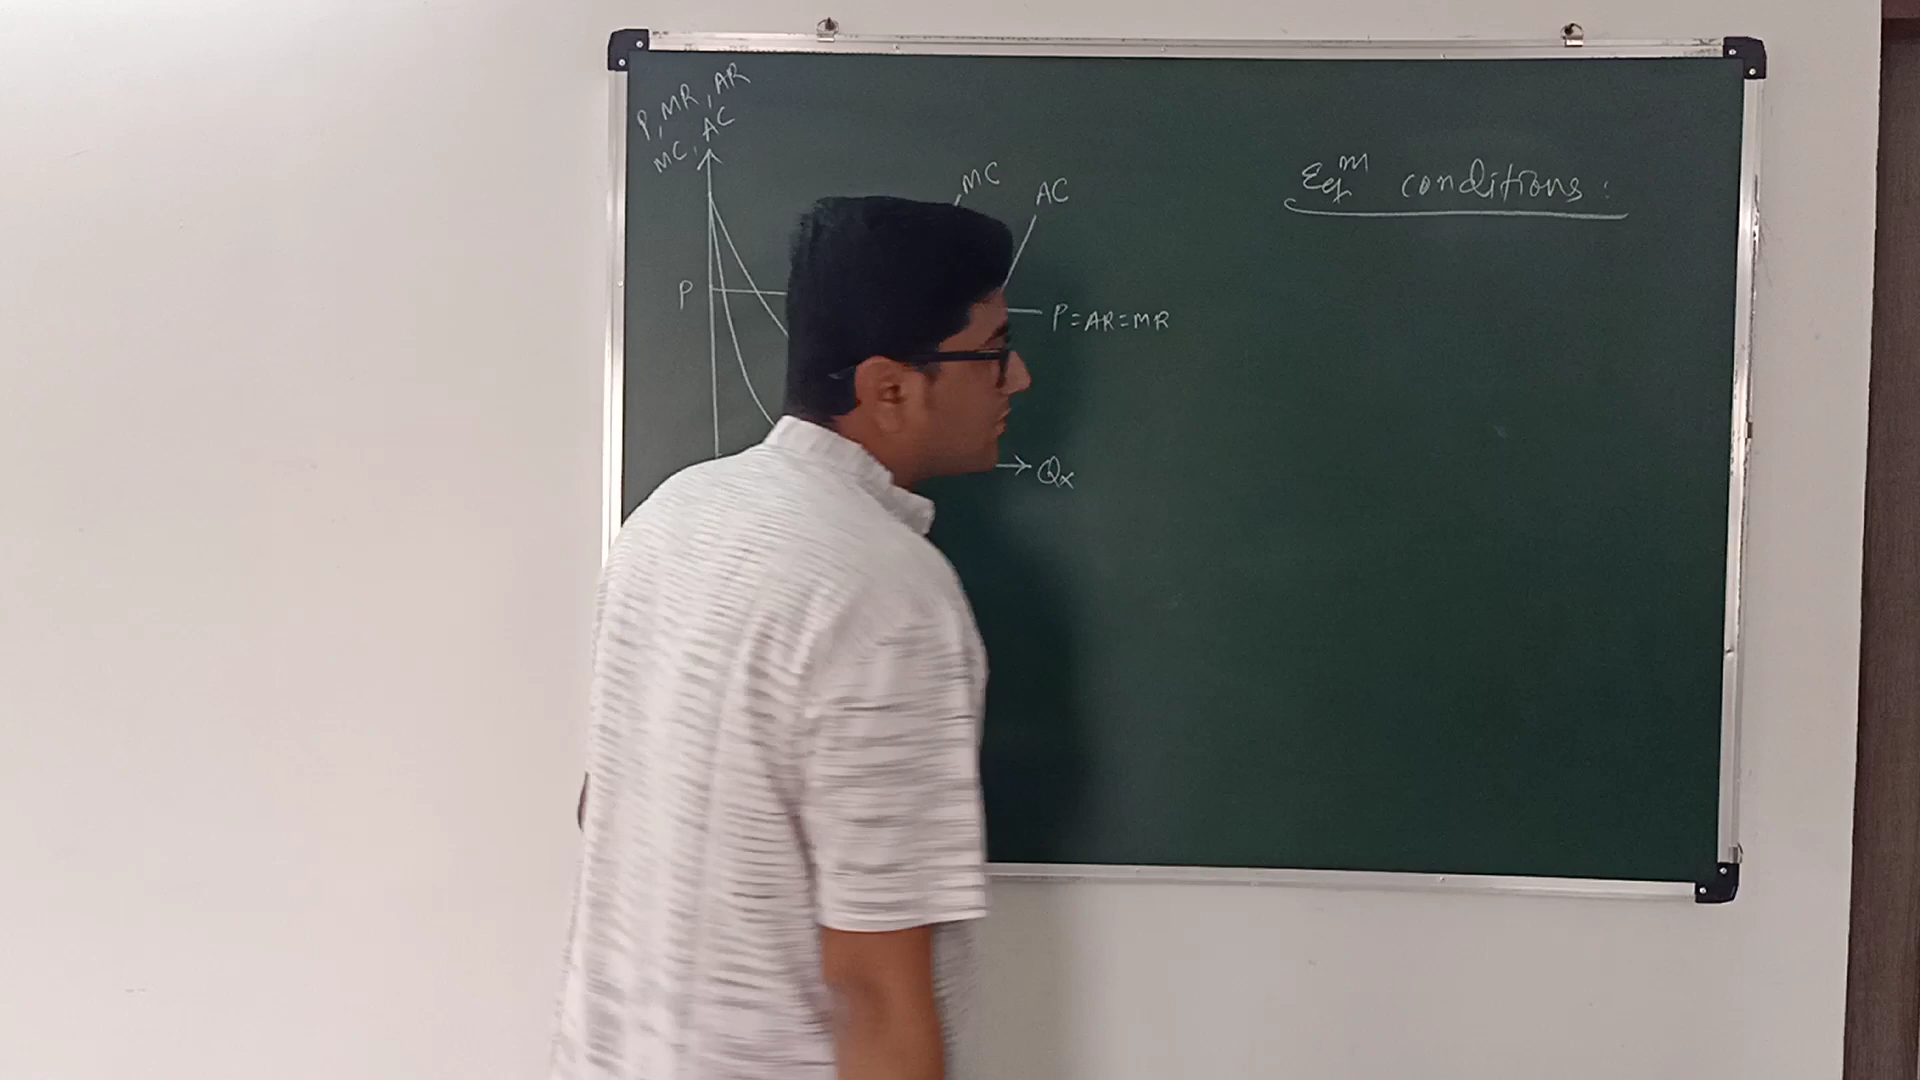 P, MR, AR
MC, AC
MC
AC
P
P=AR=MR
Qx
Eqm conditions: